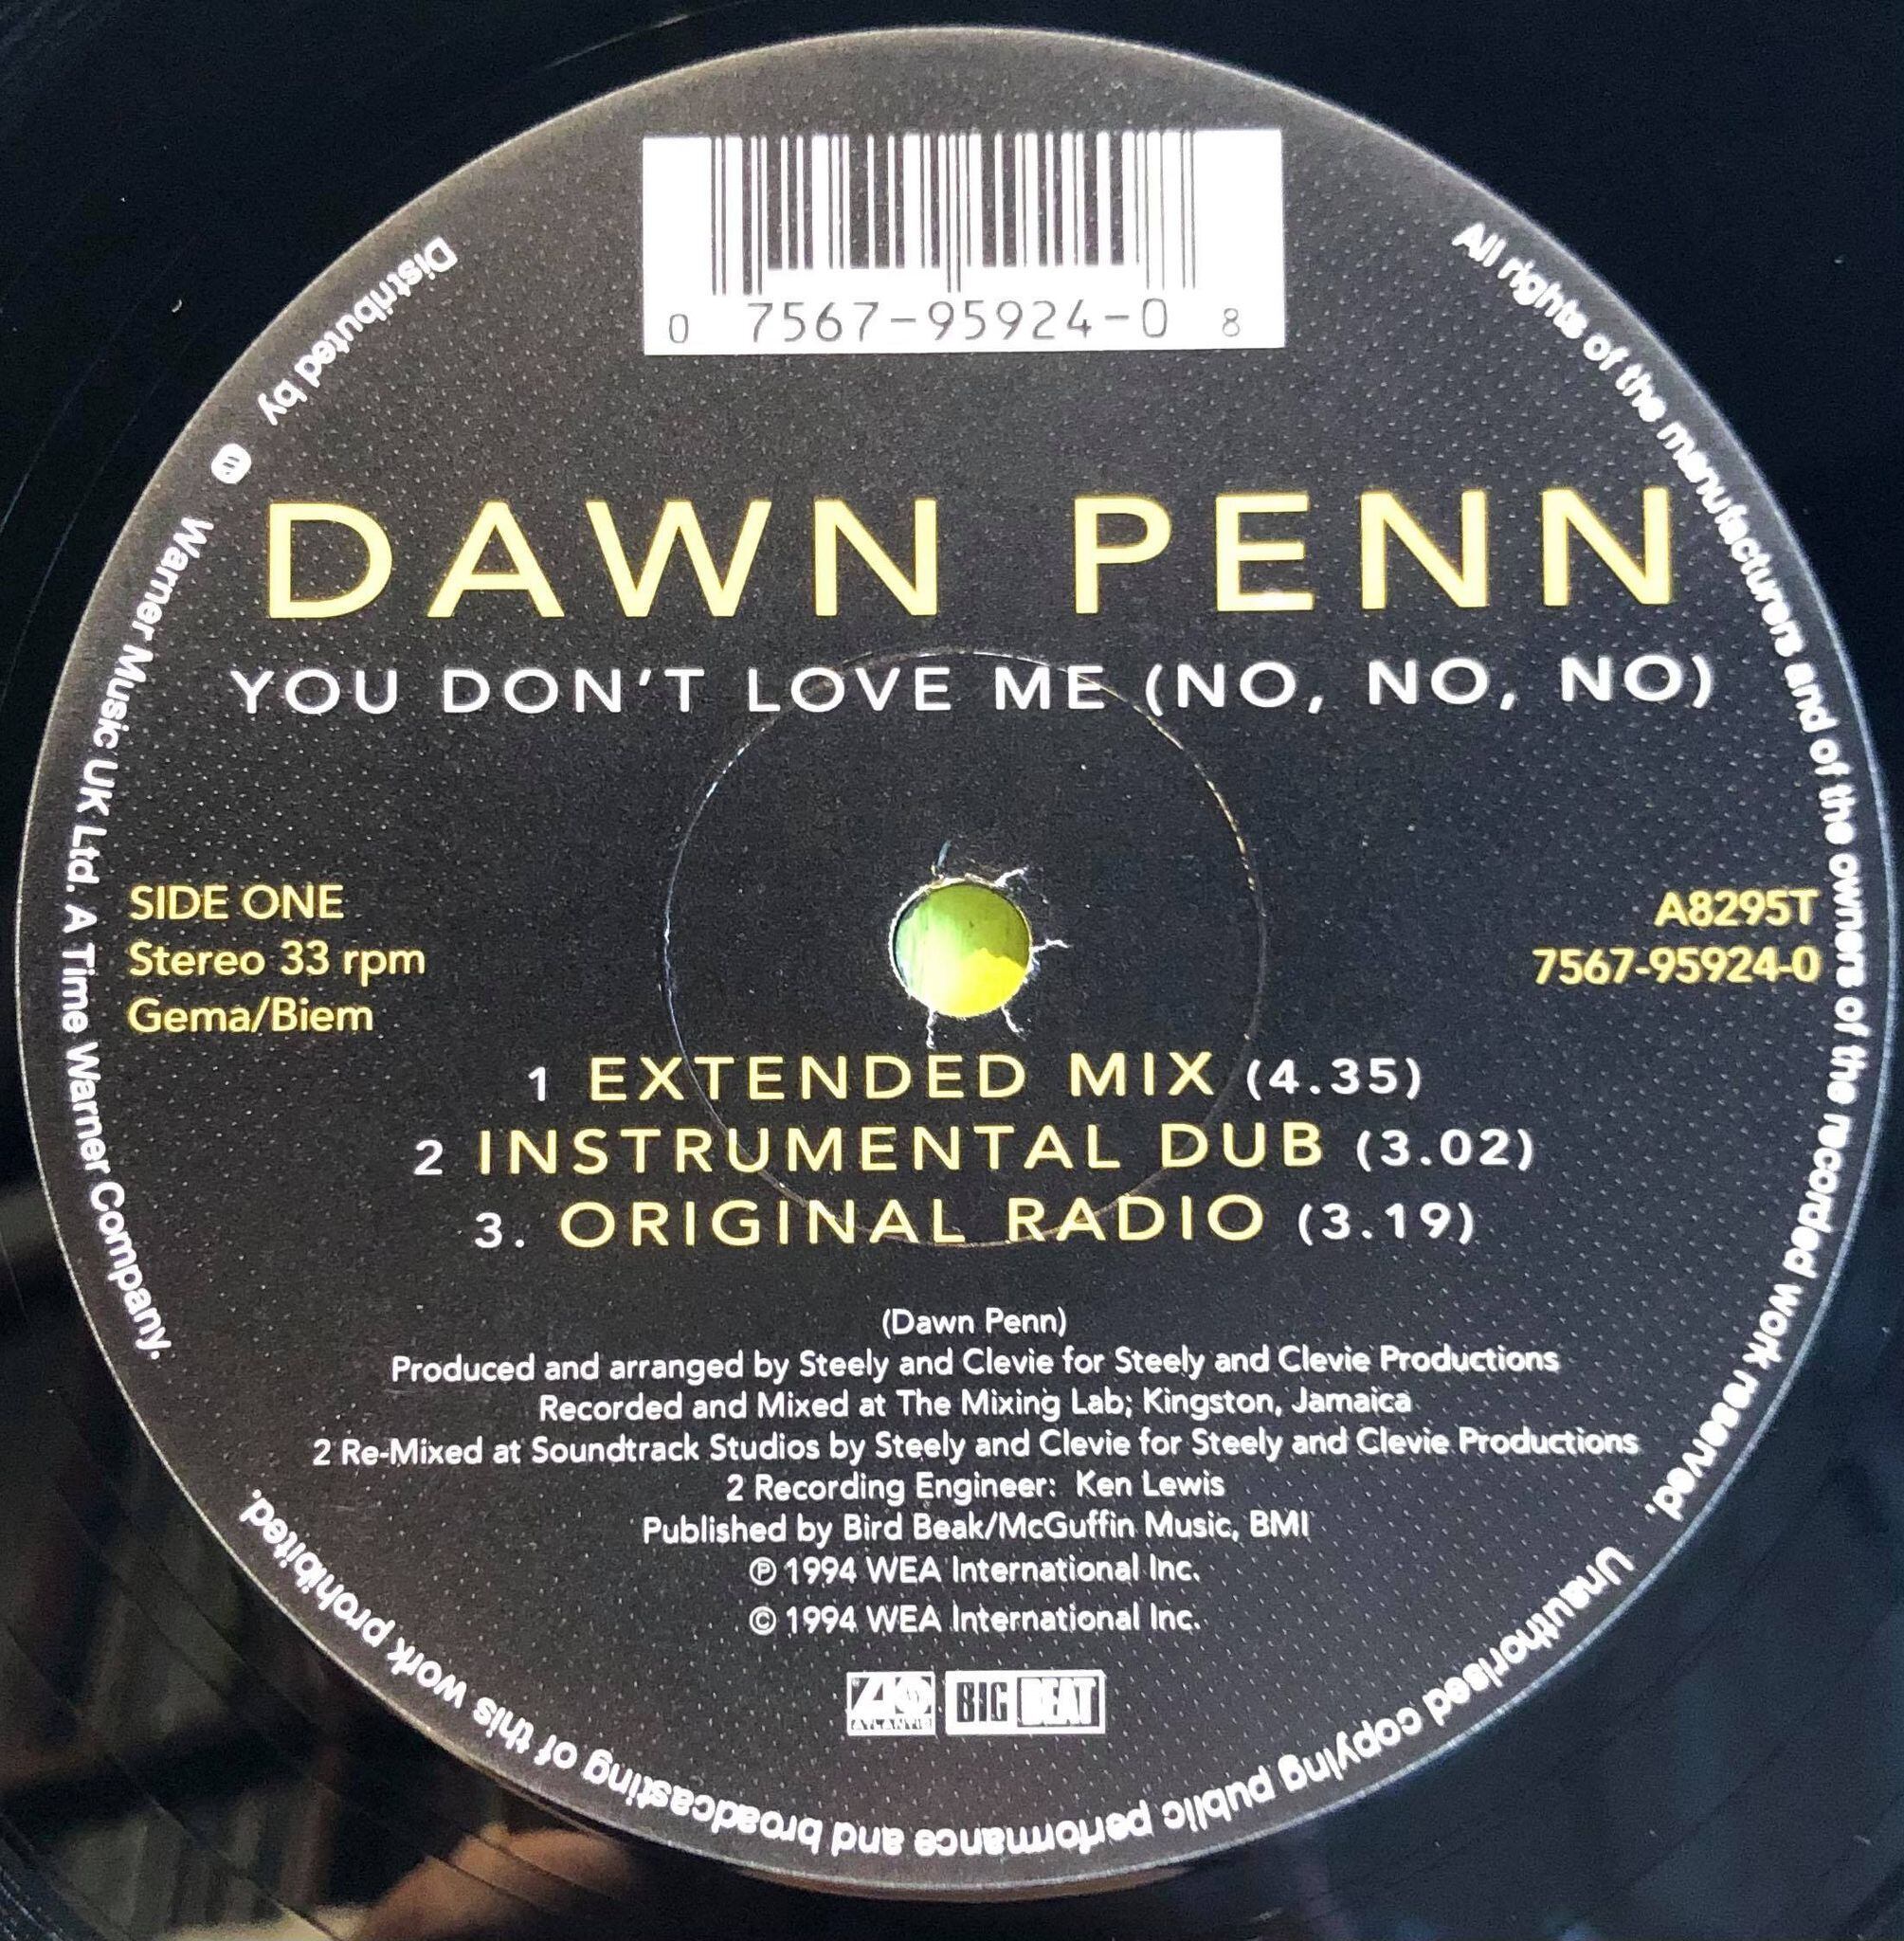 0 7567-95924-0 8
DAWN PENN
YOU DON'T LOVE ME (NO, NO, NO)
SIDE ONE
Stereo 33 rpm
Gema/Biem
A8295T
7567-95924-0
1 EXTENDED MIX (4.35)
2 INSTRUMENTAL DUB (3.02)
3. ORIGINAL RADIO (3.19)
(Dawn Penn)
Produced and arranged by Steely and Clevie for Steely and Clevie Productions
Recorded and Mixed at The Mixing Lab; Kingston, Jamaica
2 Re-Mixed at Soundtrack Studios by Steely and Clevie for Steely and Clevie Productions
2 Recording Engineer: Ken Lewis
Published by Bird Beak/McGuffin Music, BMI
℗ 1994 WEA International Inc.
© 1994 WEA International Inc.
ATLANTIC BIG BEAT
Distributed by Warner Music UK Ltd. A Time Warner Company.
All rights of the manufacturers and of the owners of the recorded work reserved. Unauthorised copying public performance and broadcasting of this work prohibited.